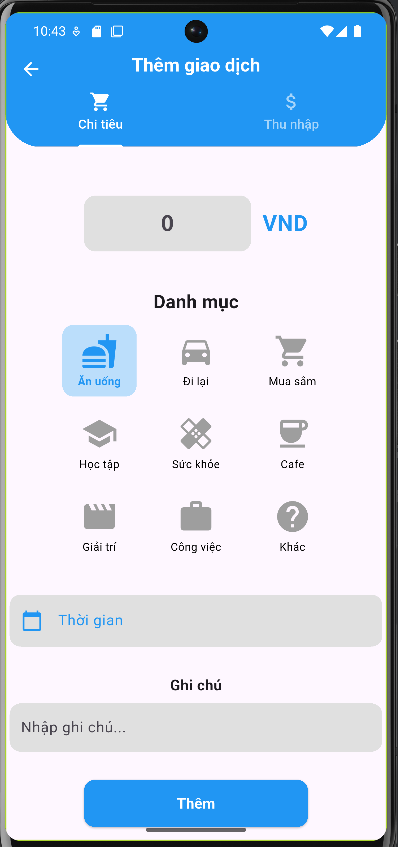 10:43
Thêm giao dịch
Chi tiêu
$
Thu nhập
0 VND
Danh mục
Ăn uống Đi lại Mua sắm
Học tập Sức khỏe Cafe
Giải trí Công việc Khác
Thời gian
Ghi chú
Nhập ghi chú...
Thêm